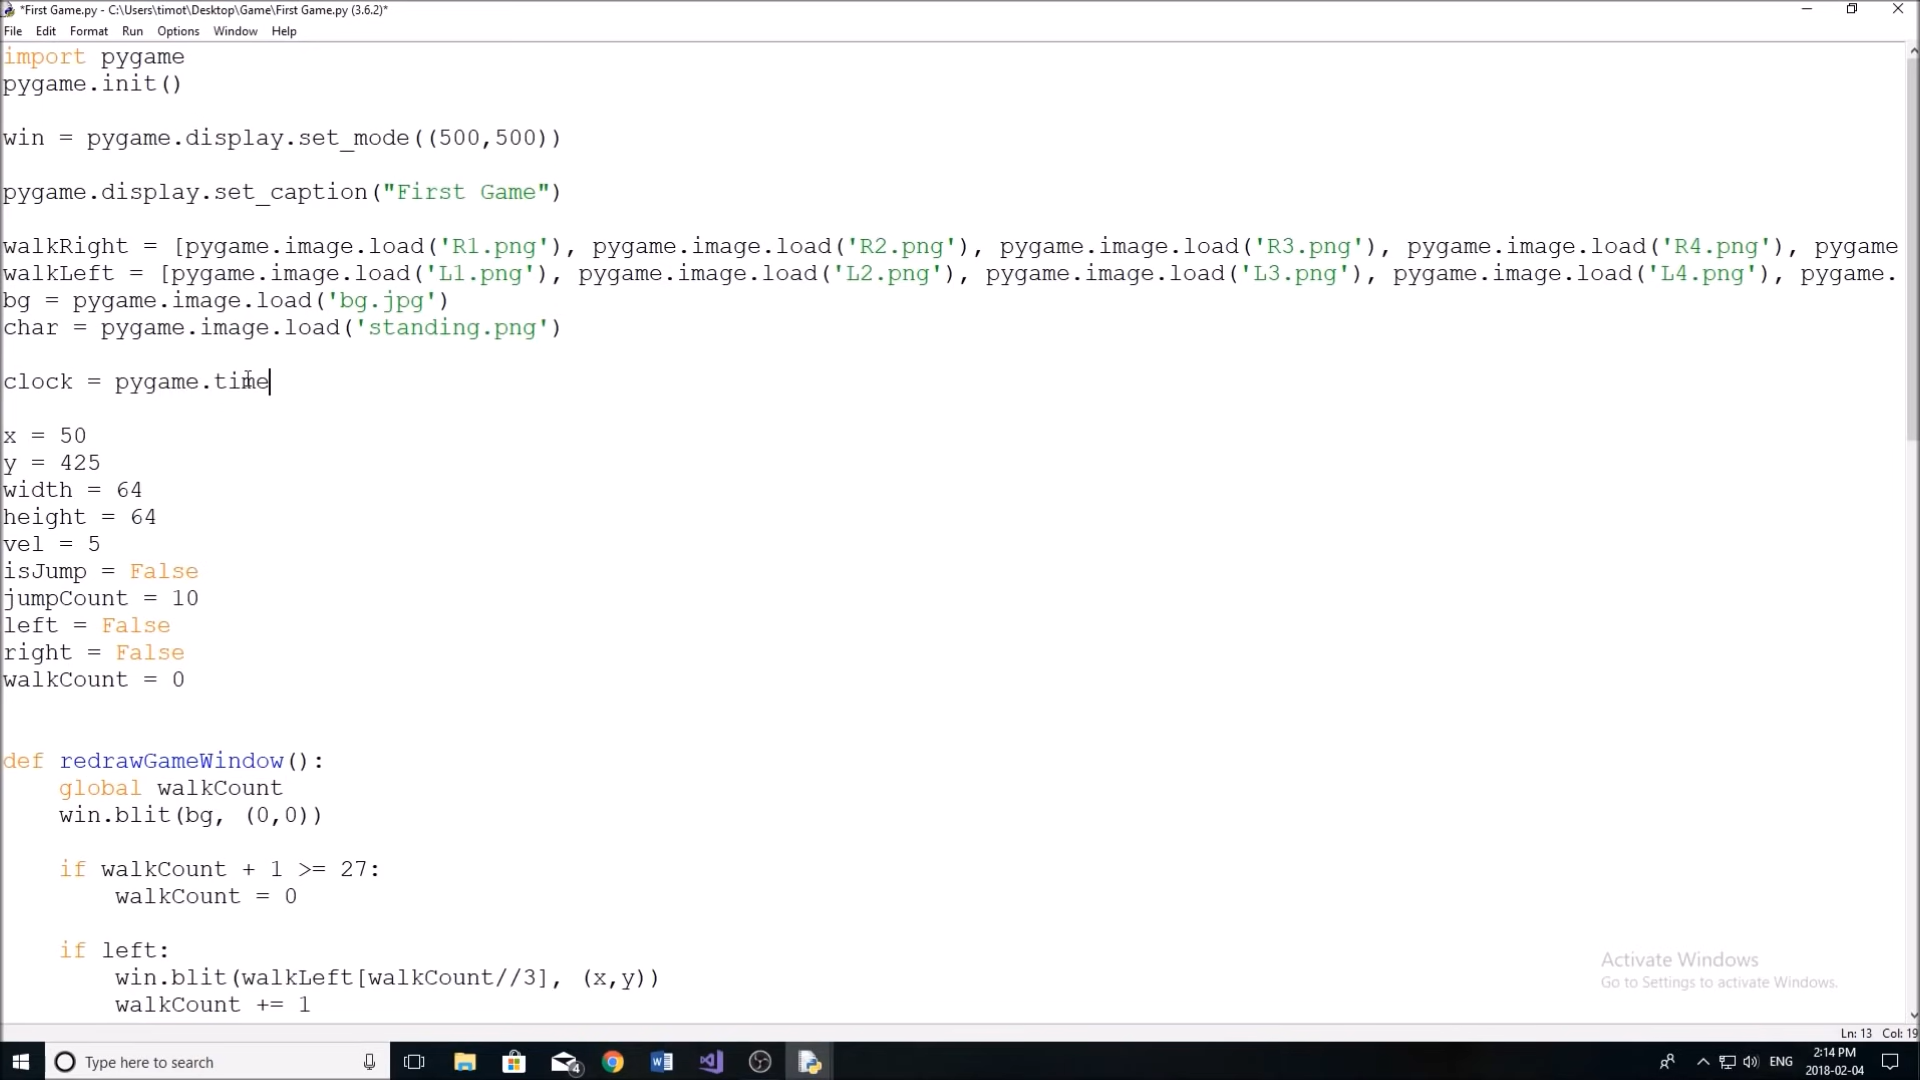 *First Game.py - C:\Users\timot\Desktop\Game\First Game.py (3.6.2)*
File Edit Format Run Options Window Help
import pygame
pygame.init()
win = pygame.display.set_mode((500,500))
pygame.display.set_caption("First Game")
walkRight = [pygame.image.load('R1.png'), pygame.image.load('R2.png'), pygame.image.load('R3.png'), pygame.image.load('R4.png'), pygame
walkLeft = [pygame.image.load('L1.png'), pygame.image.load('L2.png'), pygame.image.load('L3.png'), pygame.image.load('L4.png'), pygame.
bg = pygame.image.load('bg.jpg')
char = pygame.image.load('standing.png')
clock = pygame.time
x = 50
y = 425
width = 64
height = 64
vel = 5
isJump = False
jumpCount = 10
left = False
right = False
walkCount = 0
def redrawGameWindow():
    global walkCount
    win.blit(bg, (0,0))
    if walkCount + 1 >= 27:
        walkCount = 0
    if left:
        win.blit(walkLeft[walkCount//3], (x,y))
        walkCount += 1
Activate Windows
Go to Settings to activate Windows.
Ln: 13 Col: 19
Type here to search
4
ENG
2:14 PM
2018-02-04